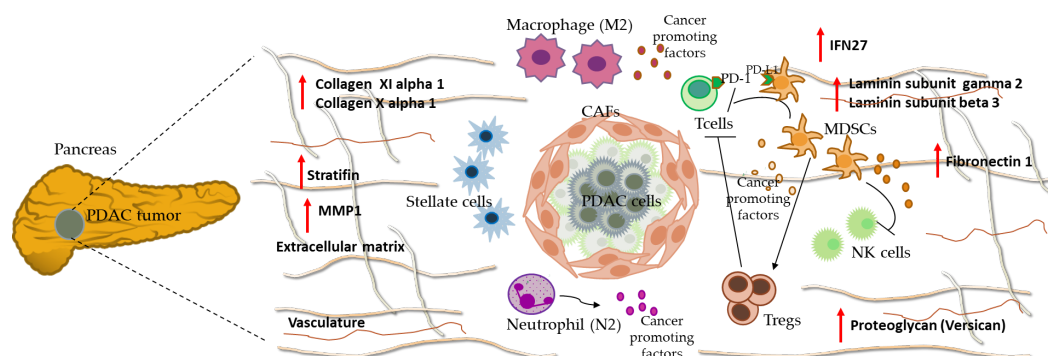 Pancreas
PDAC tumor
Collagen XI alpha 1
Collagen X alpha 1
Stratifin
MMP1
Extracellular matrix
Vasculature
Stellate cells
Macrophage (M2)
Cancer
promoting
factors
CAFs
PDAC cells
Neutrophil (N2)
Cancer
promoting
factors
PD-1
PD-L1
Tcells
MDSCs
Cancer
promoting
factors
NK cells
Tregs
IFN27
Laminin subunit gamma 2
Laminin subunit beta 3
Fibronectin 1
Proteoglycan (Versican)